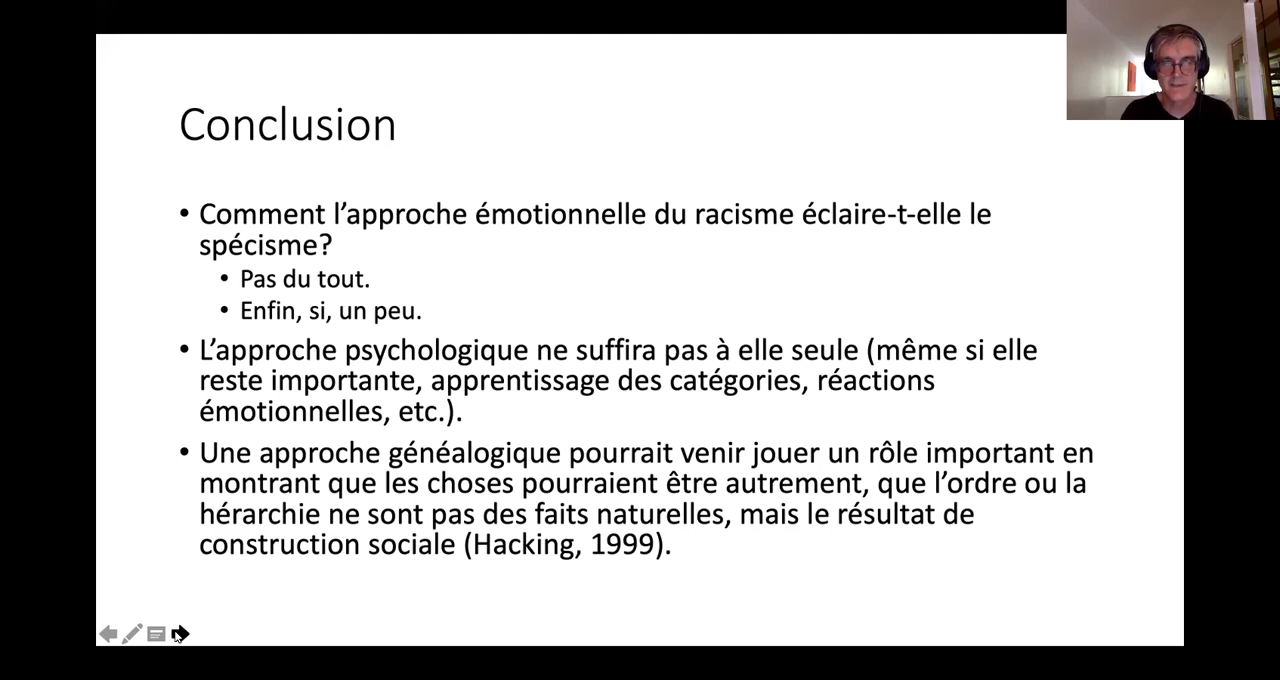 Conclusion
• Comment l’approche émotionnelle du racisme éclaire-t-elle le
spécisme?
• Pas du tout.
• Enfin, si, un peu.
• L’approche psychologique ne suffira pas à elle seule (même si elle
reste importante, apprentissage des catégories, réactions
émotionnelles, etc.).
• Une approche généalogique pourrait venir jouer un rôle important en
montrant que les choses pourraient être autrement, que l’ordre ou la
hérarchie ne sont pas des faits naturelles, mais le résultat de
construction sociale (Hacking, 1999).